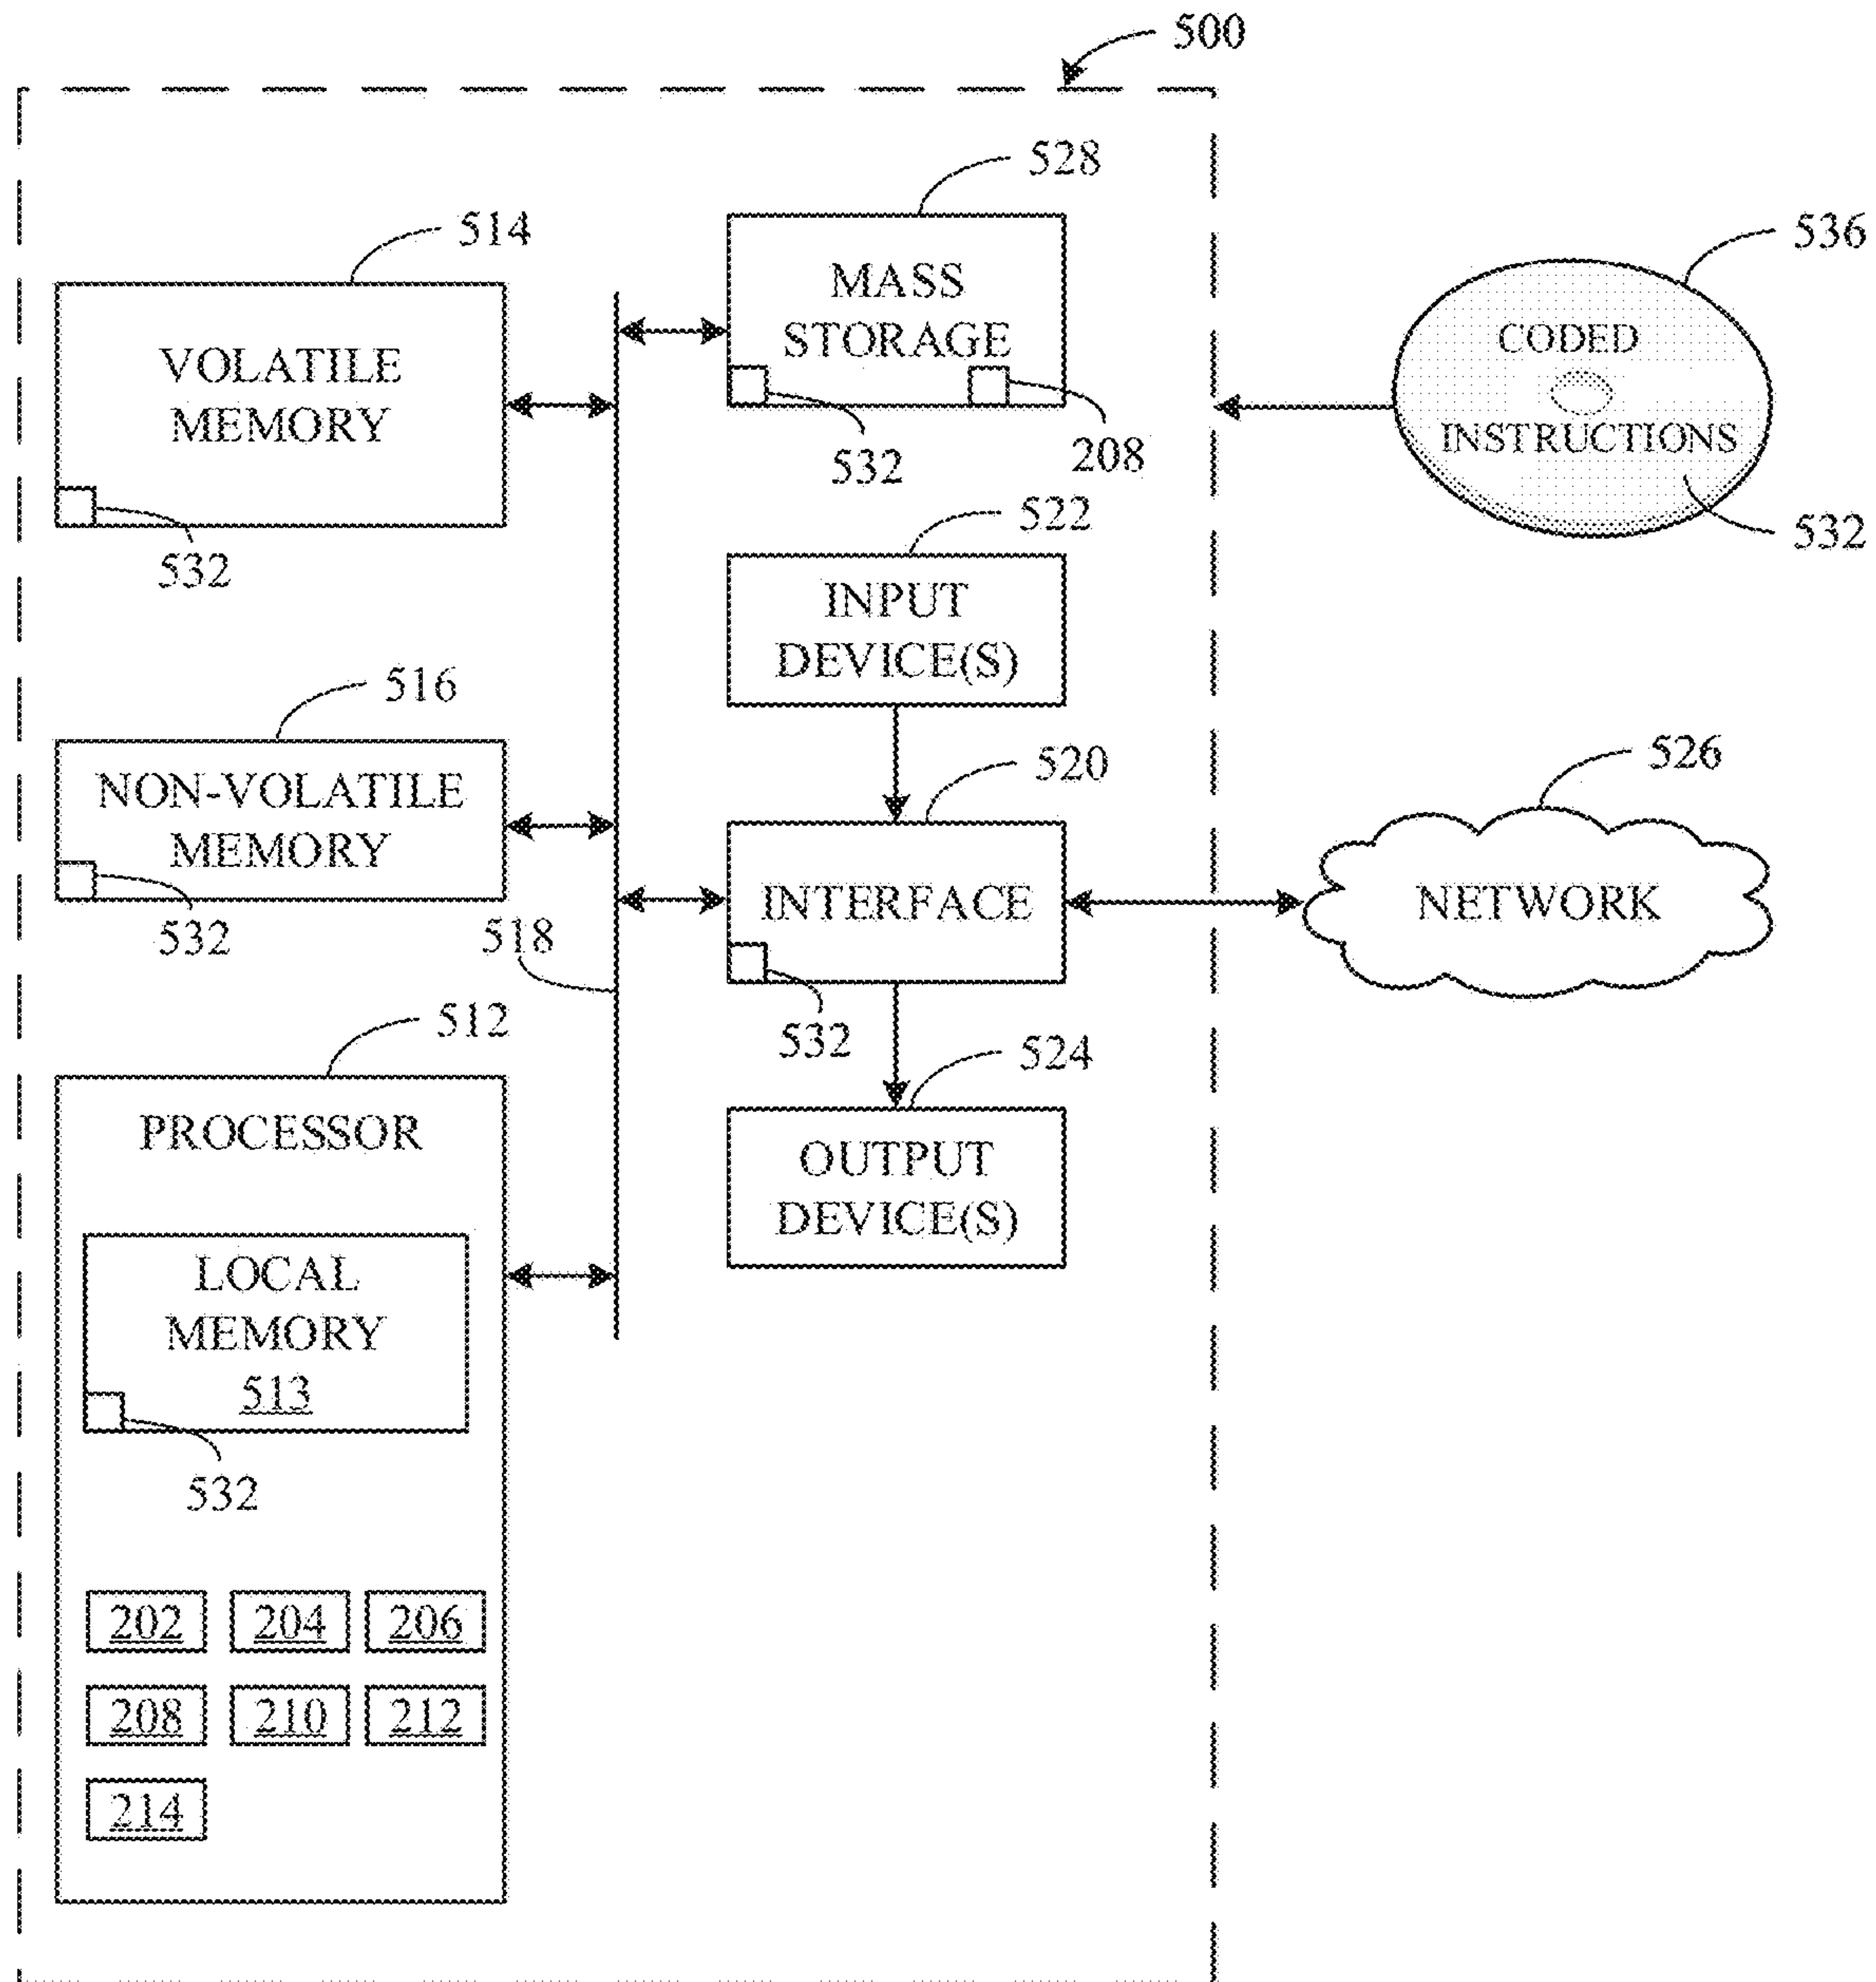 500
528
514
MASS
STORAGE
VOLATILE
MEMORY
532
208
532
536
CODED
INSTRUCTIONS
532
522
INPUT
DEVICE(S)
516
NON-VOLATILE
MEMORY
532
518
520
INTERFACE
532
526
NETWORK
512
PROCESSOR
524
OUTPUT
DEVICE(S)
LOCAL
MEMORY
513
532
202 204 206
208 210 212
214